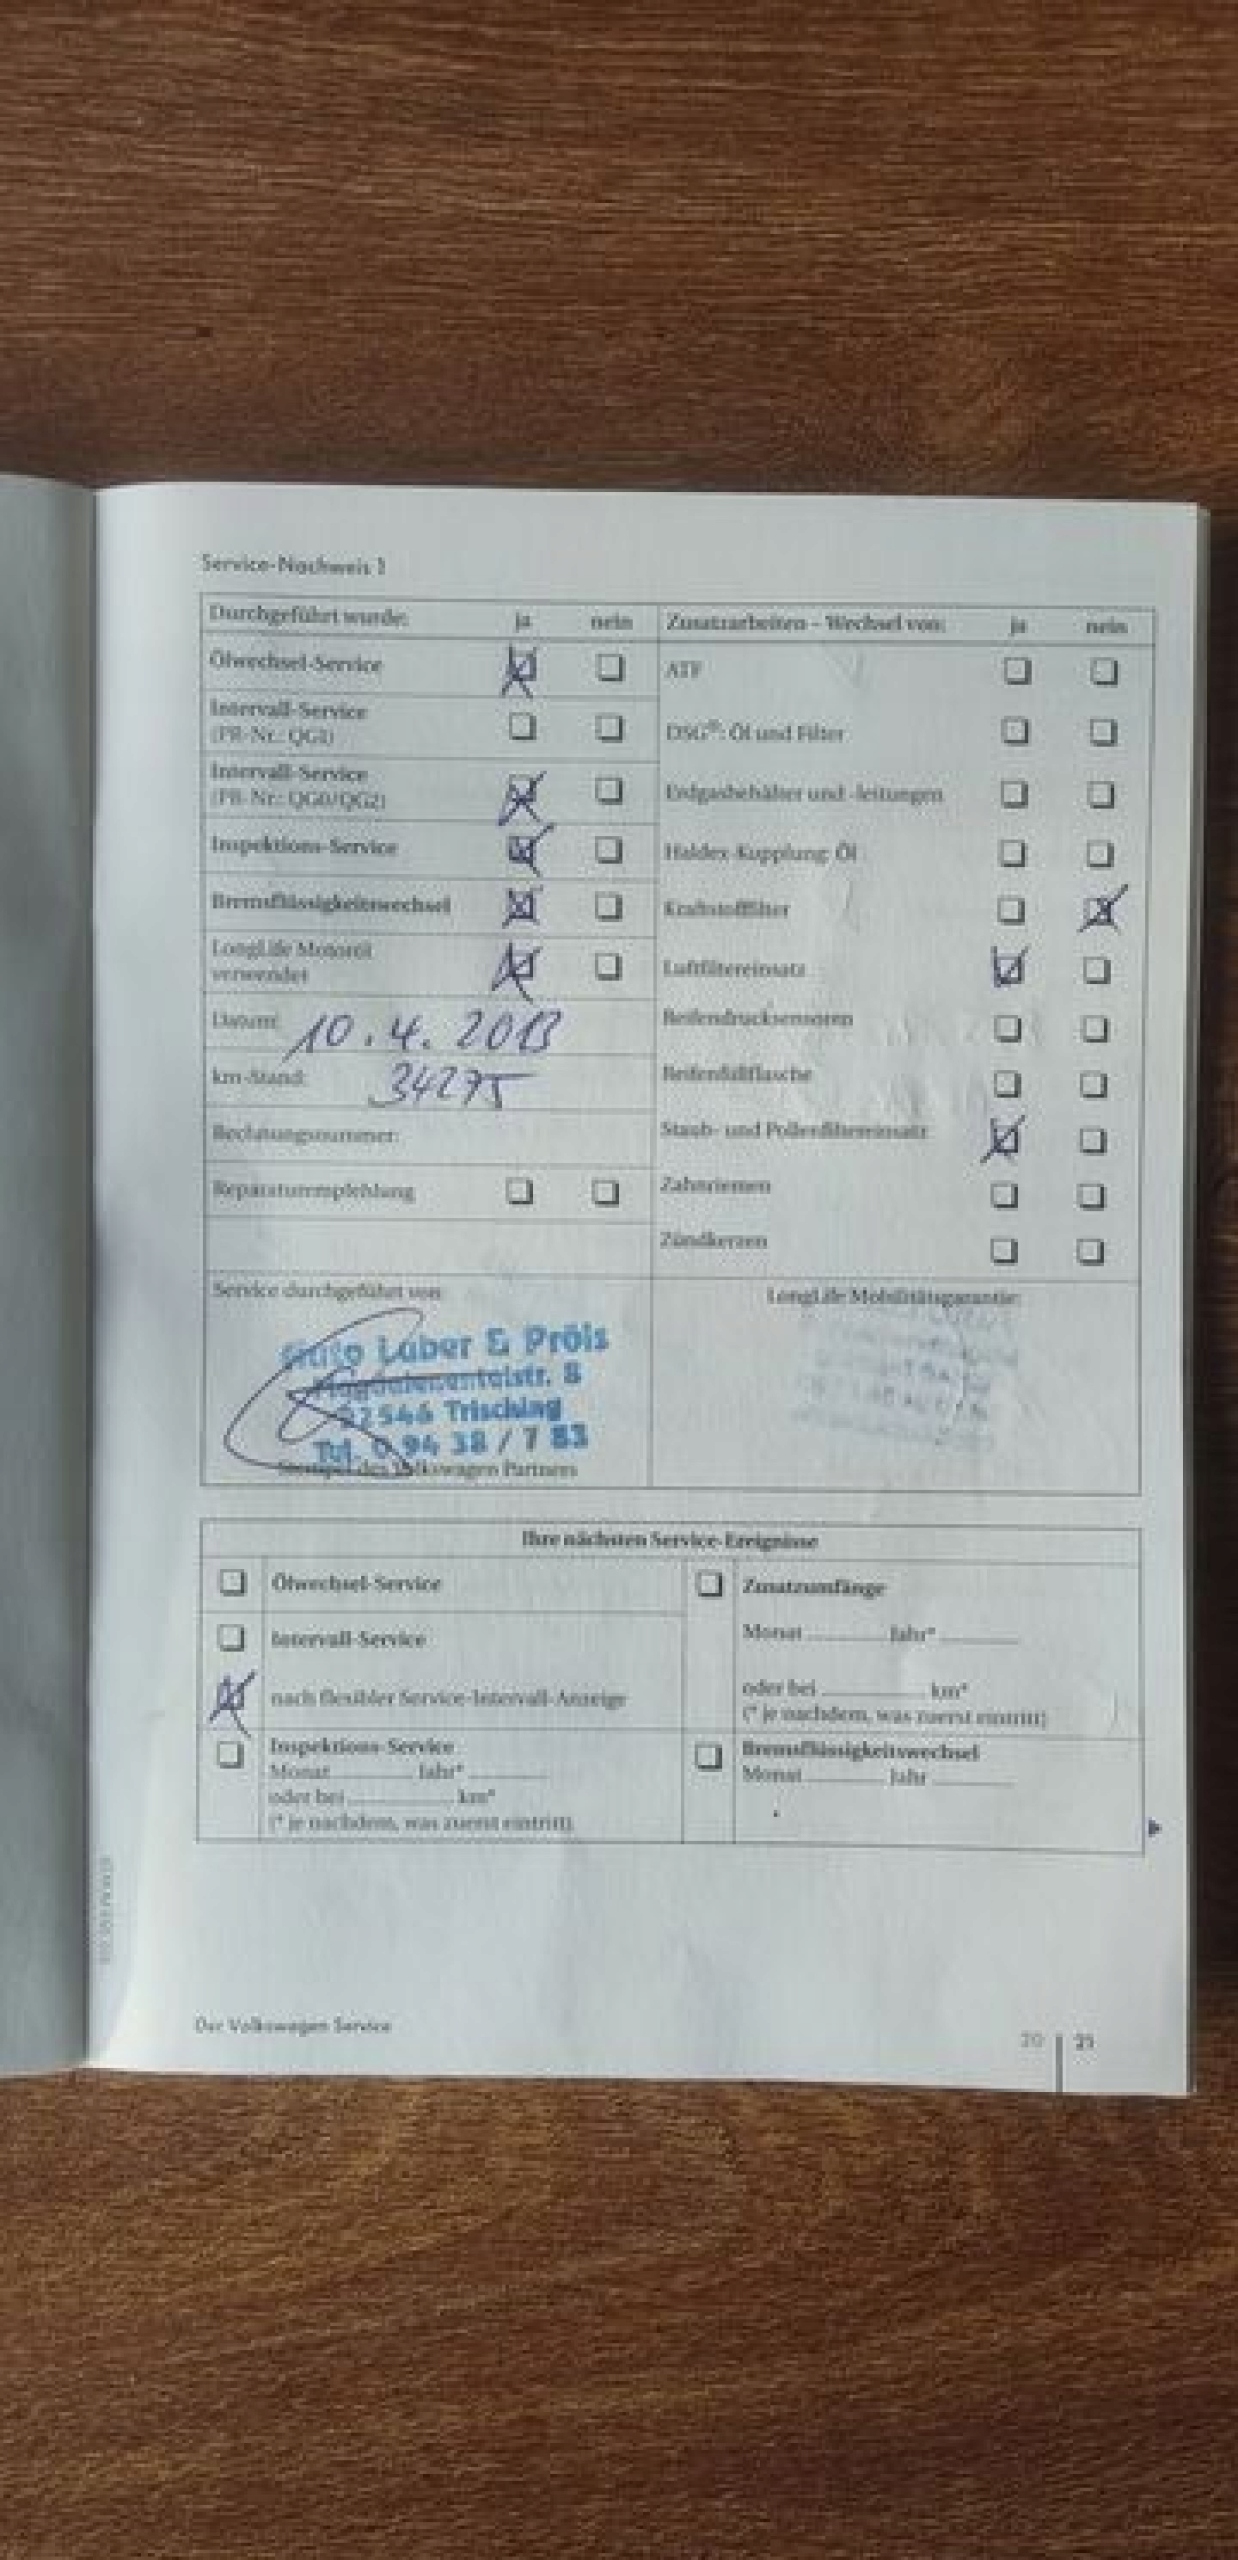 Service-Nachweis 1
Durchgeführt wurde: ja nein
Ölwechsel-Service
Intervall-Service
(PR-Nr.: QG1)
Intervall-Service
(PR-Nr.: QG0/QG2)
Inspektions-Service
Bremsflüssigkeitswechsel
LongLife Motoröl
verwendet
Datum: 10.4.2013
km-Stand: 34275
Rechnungsnummer:
Reparaturempfehlung
Zusatzarbeiten – Wechsel von: ja nein
ATF
DSG®: Öl und Filter
Erdgasbehälter und -leitungen
Haldex-Kupplung: Öl
Kraftstofffilter
Luftfiltereinsatz
Reifendrucksensoren
Reifenfüllflasche
Staub- und Pollenfiltereinsatz
Zahnriemen
Zündkerzen
Service durchgeführt von:
Auto Laber & Pröls
Magdalenentalstr. 8
92546 Trisching
Tel. 0 94 38 / 7 83
Stempel des Volkswagen Partners
LongLife Mobilitätsgarantie:
Ihre nächsten Service-Ereignisse
Ölwechsel-Service
Intervall-Service
nach flexibler Service-Intervall-Anzeige
Inspektions-Service
Monat Jahr*
oder bei km*
(* je nachdem, was zuerst eintritt)
Zusatzumfänge
Monat Jahr*
oder bei km*
(* je nachdem, was zuerst eintritt)
Bremsflüssigkeitswechsel
Monat Jahr
Der Volkswagen Service
20 21